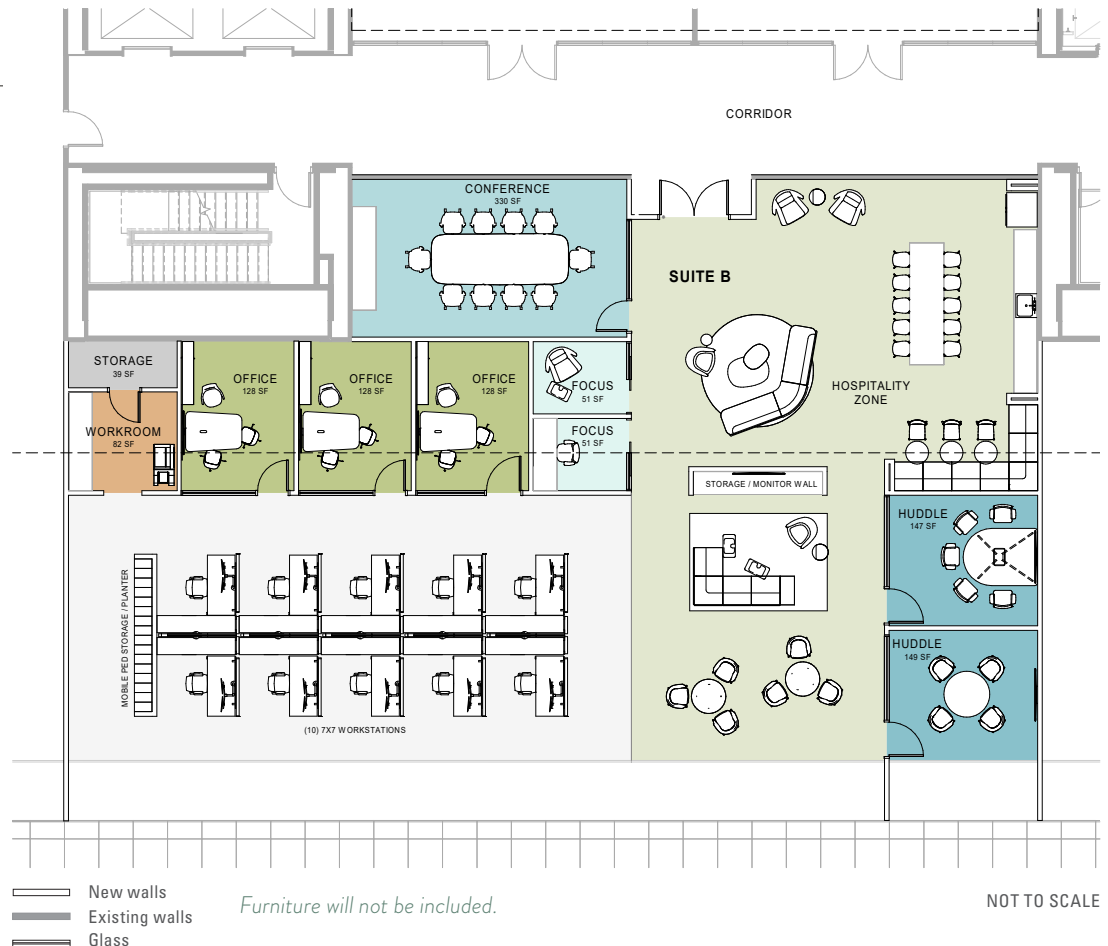 CORRIDOR
CONFERENCE
330 SF
SUITE B
STORAGE
39 SF
OFFICE
128 SF
OFFICE
128 SF
OFFICE
128 SF
FOCUS
51 SF
HOSPITALITY
ZONE
WORKROOM
82 SF
FOCUS
51 SF
STORAGE / MONITOR WALL
HUDDLE
147 SF
MOBILE PED STORAGE / PLANTER
HUDDLE
149 SF
(10) 7X7 WORKSTATIONS
New walls
Existing walls
Glass
Furniture will not be included.
NOT TO SCALE